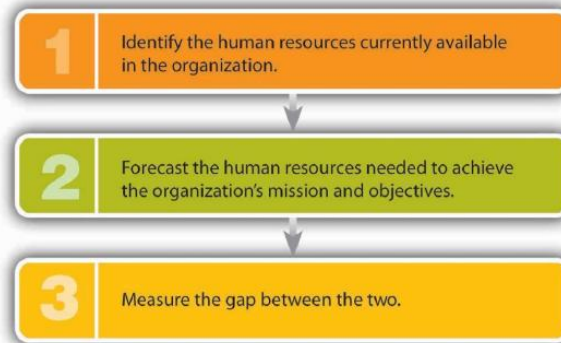 1
Identify the human resources currently available
in the organization.
2
Forecast the human resources needed to achieve
the organization's mission and objectives.
3
Measure the gap between the two.